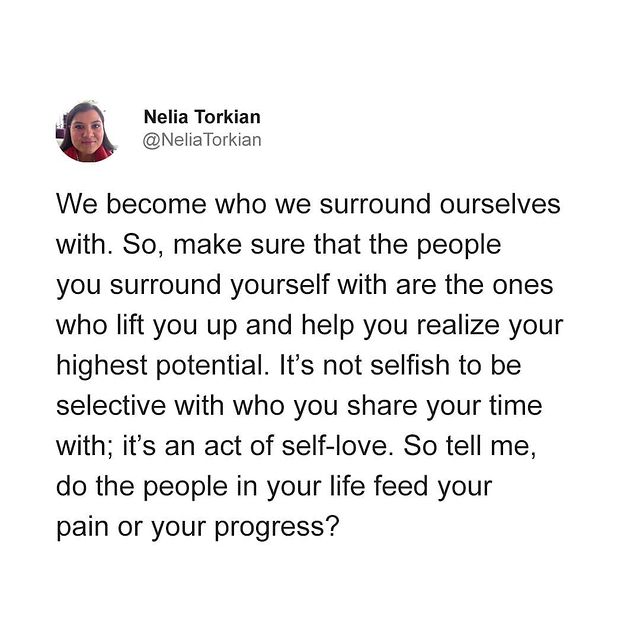 Nelia Torkian
@NeliaTorkian
We become who we surround ourselves
with. So, make sure that the people
you surround yourself with are the ones
who lift you up and help you realize your
highest potential. It’s not selfish to be
selective with who you share your time
with; it’s an act of self-love. So tell me,
do the people in your life feed your
pain or your progress?